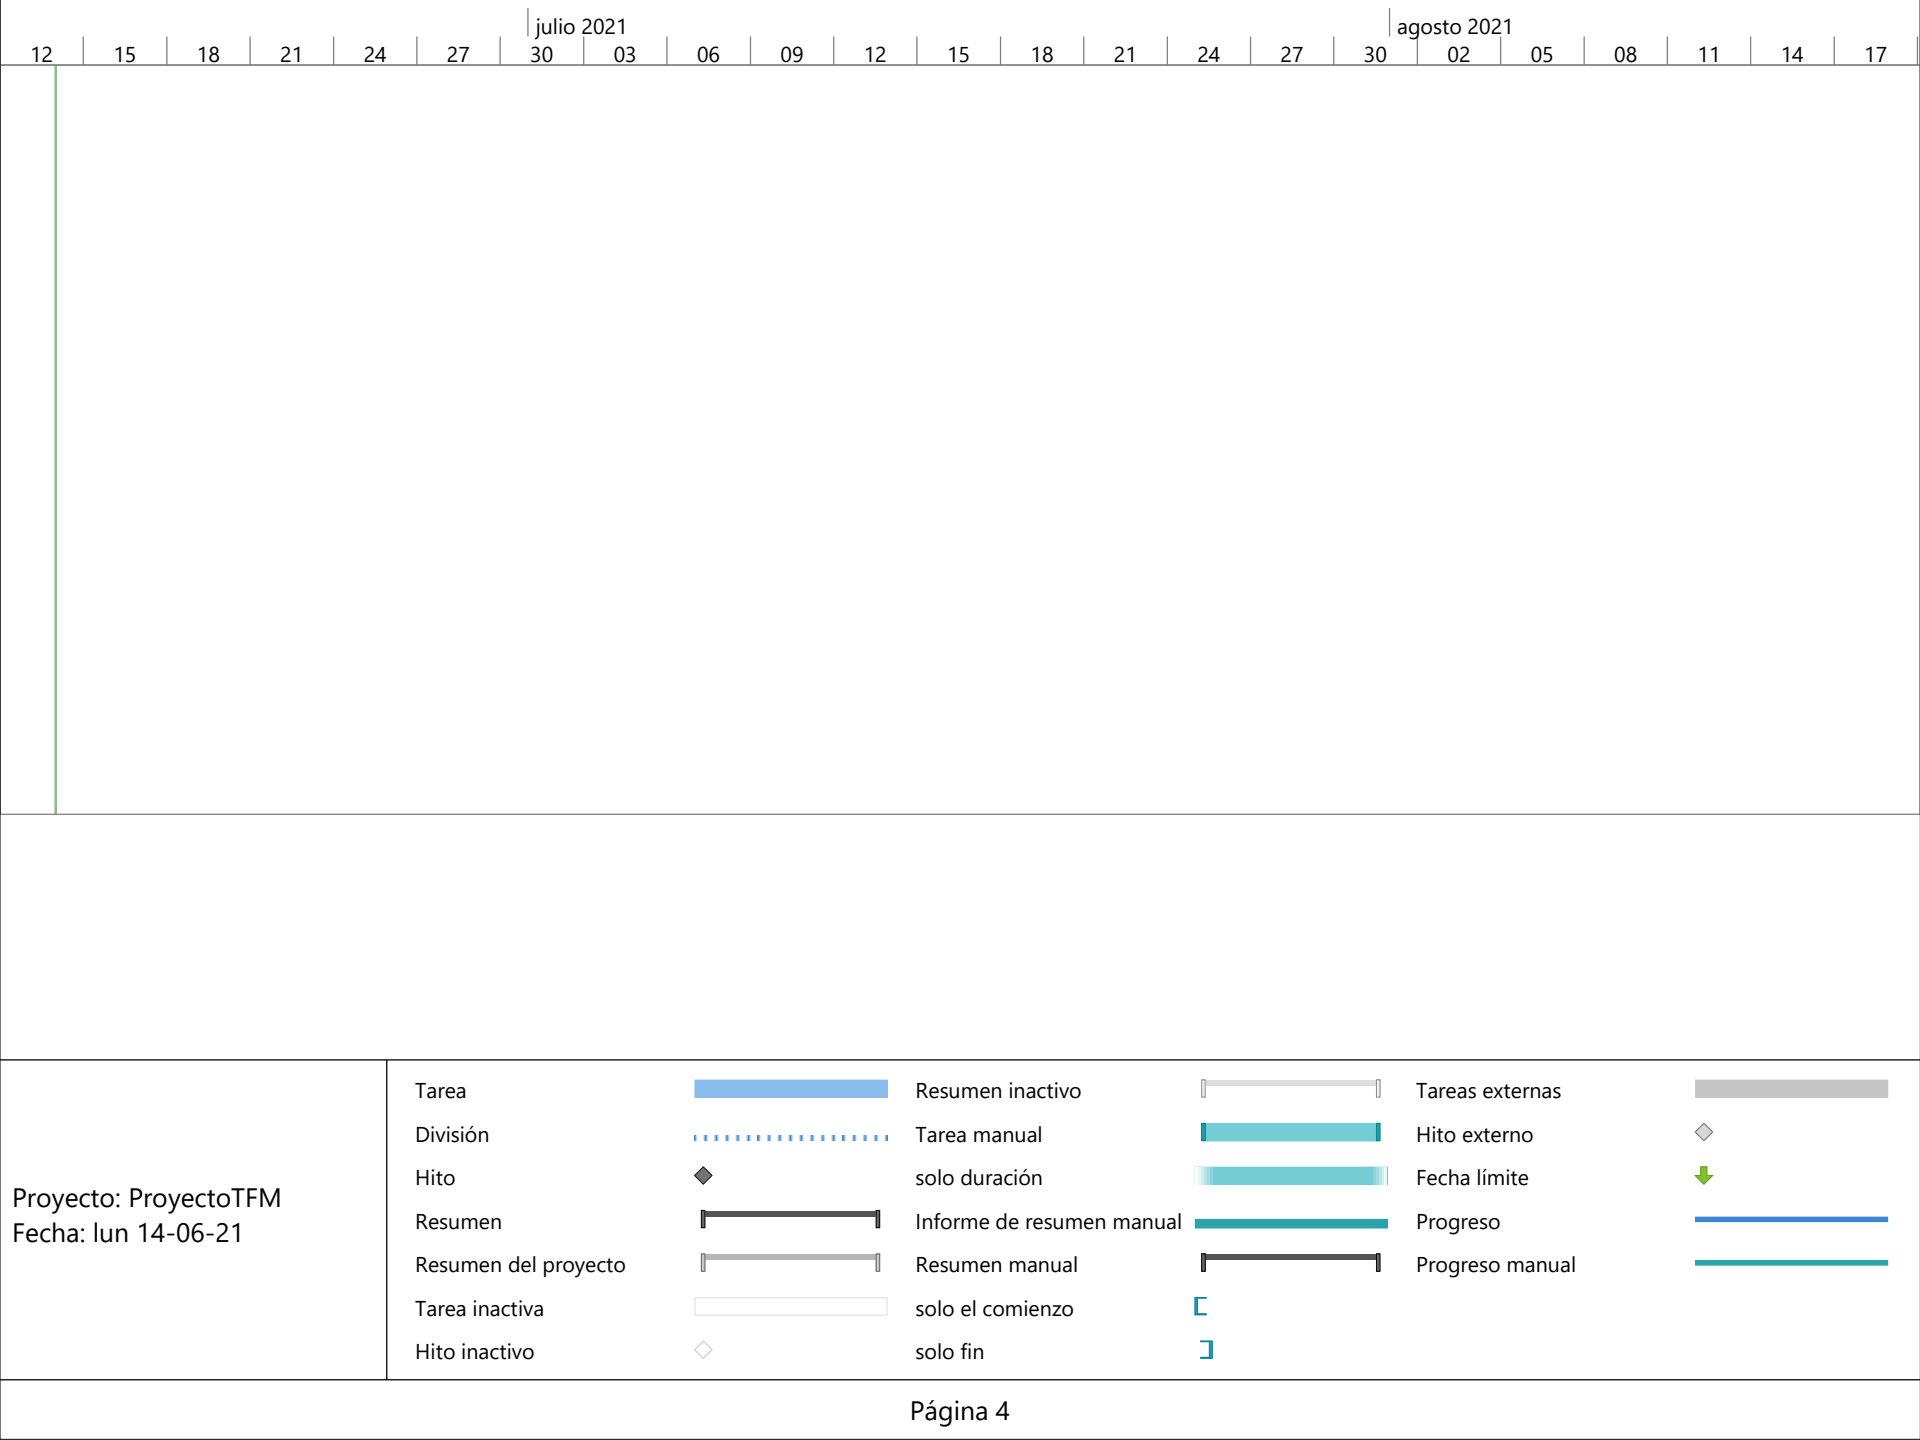 julio 2021 agosto 2021
12 15 18 21 24 27 30 03 06 09 12 15 18 21 24 27 30 02 05 08 11 14 17
Proyecto: ProyectoTFM
Fecha: lun 14-06-21
Tarea
División
Hito
Resumen
Resumen del proyecto
Tarea inactiva
Hito inactivo
Resumen inactivo
Tarea manual
solo duración
Informe de resumen manual
Resumen manual
solo el comienzo
solo fin
Tareas externas
Hito externo
Fecha límite
Progreso
Progreso manual
Página 4